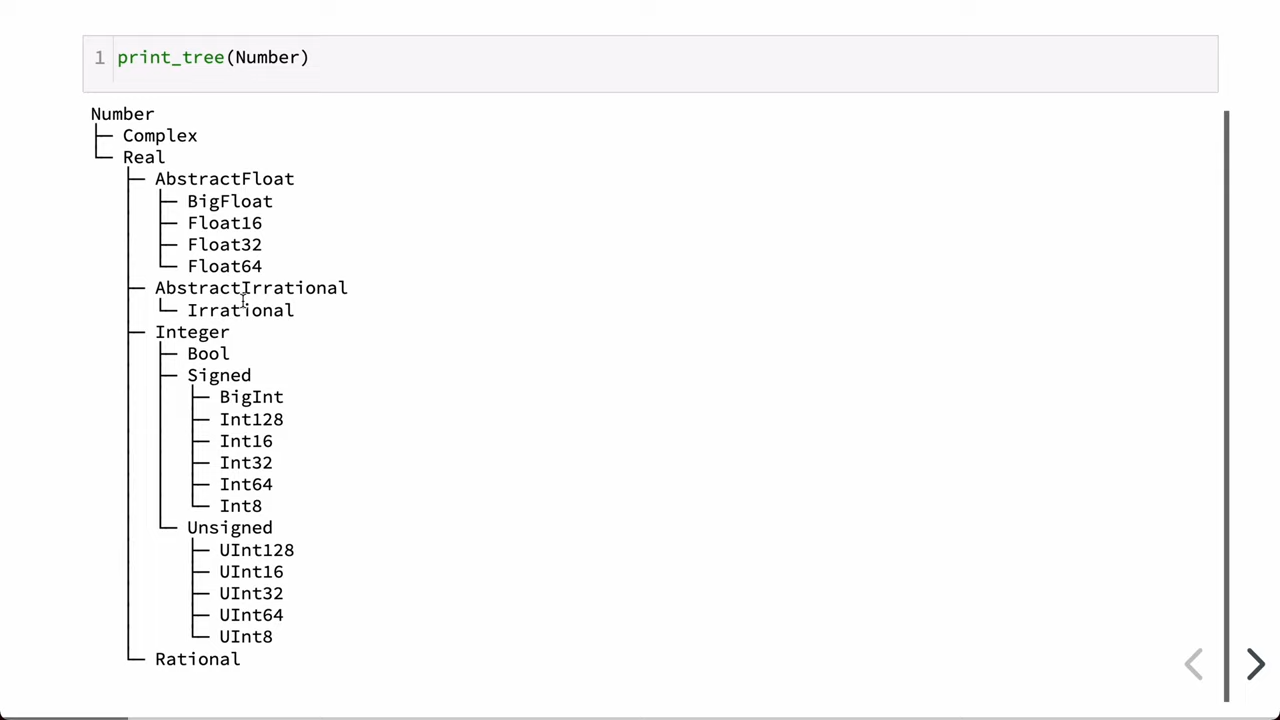 1 print_tree(Number)
Number
├─ Complex
└─ Real
   ├─ AbstractFloat
   │  ├─ BigFloat
   │  ├─ Float16
   │  ├─ Float32
   │  └─ Float64
   ├─ AbstractIrrational
   │  └─ Irrational
   ├─ Integer
   │  ├─ Bool
   │  ├─ Signed
   │  │  ├─ BigInt
   │  │  ├─ Int128
   │  │  ├─ Int16
   │  │  ├─ Int32
   │  │  ├─ Int64
   │  │  └─ Int8
   │  └─ Unsigned
   │     ├─ UInt128
   │     ├─ UInt16
   │     ├─ UInt32
   │     ├─ UInt64
   │     └─ UInt8
   └─ Rational